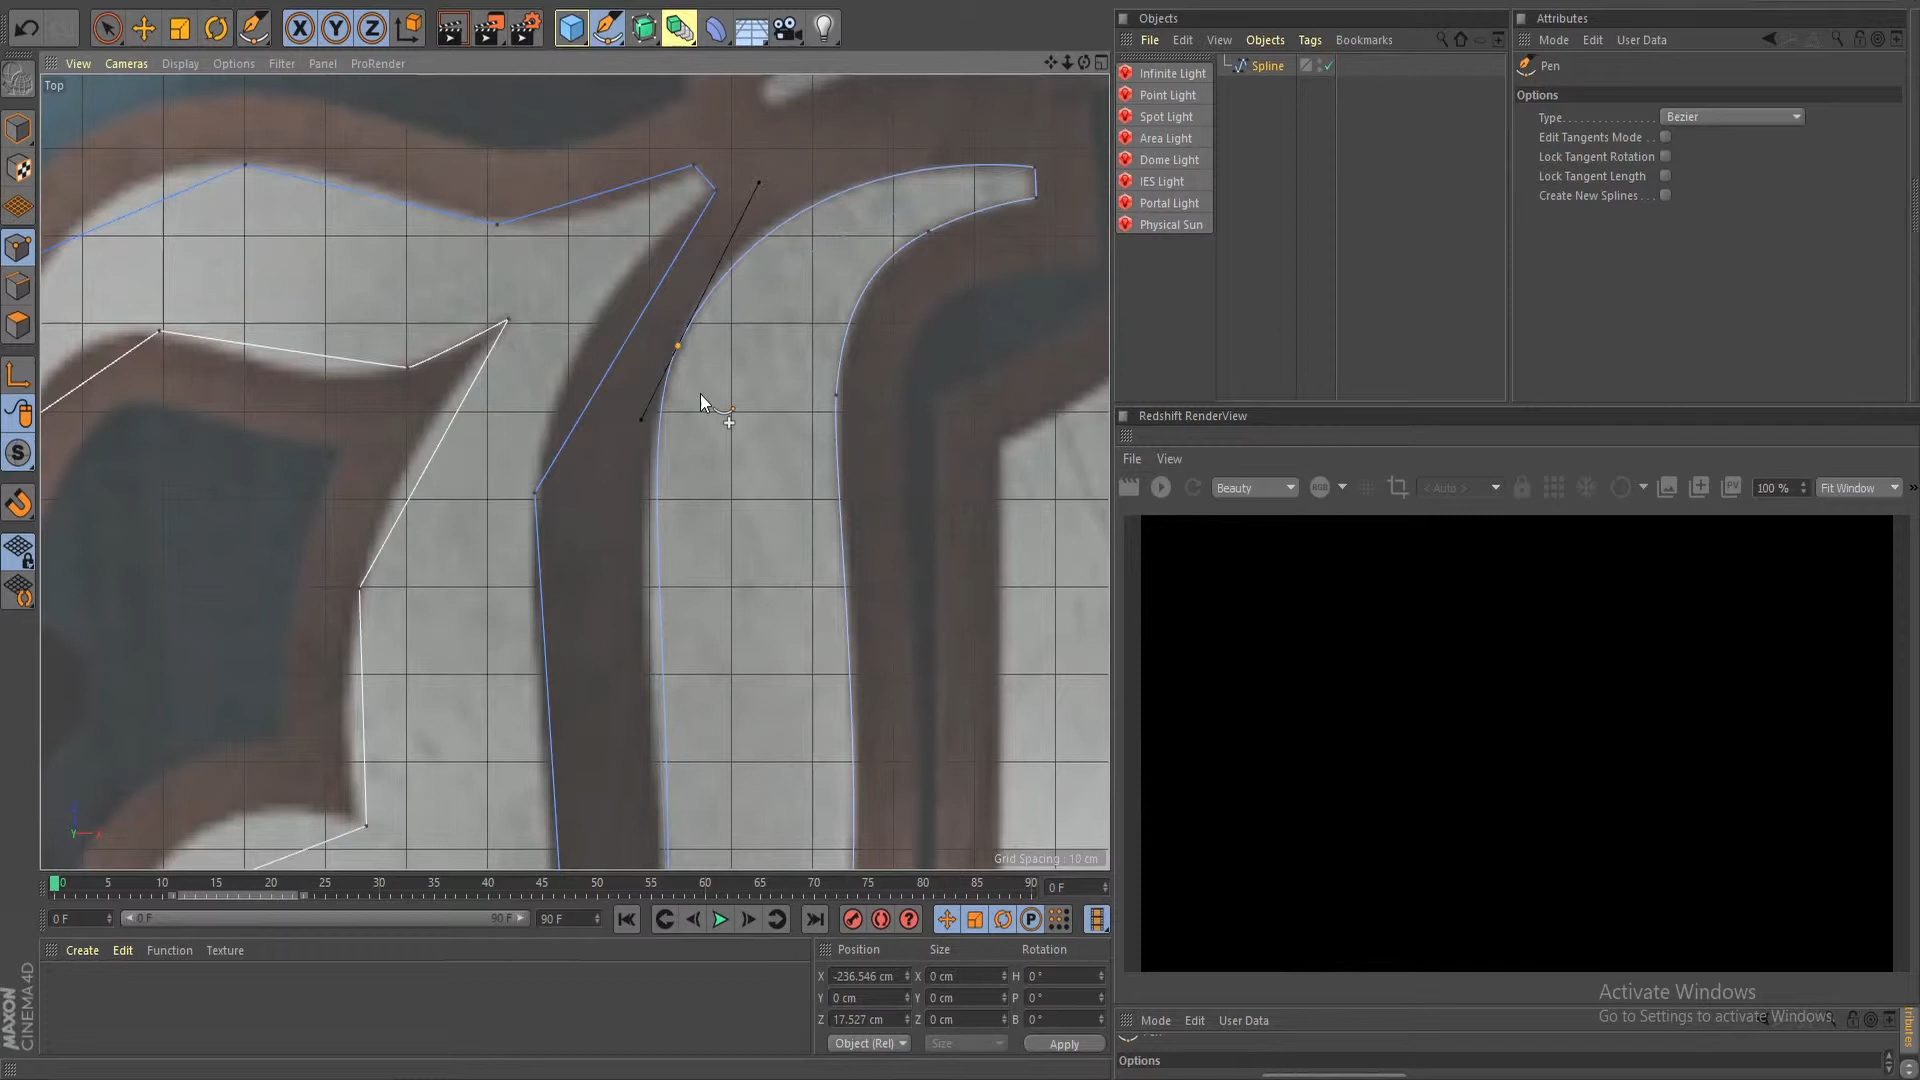 Objects
Attributes
File Edit View Objects Tags Bookmarks
Mode Edit User Data
View Cameras Display Options Filter Panel ProRender
Top
Infinite Light
Point Light
Spot Light
Area Light
Dome Light
IES Light
Portal Light
Physical Sun
Spline
Pen
Options
Type Bezier
Edit Tangents Mode
Lock Tangent Rotation
Lock Tangent Length
Create New Splines
Redshift RenderView
File View
Beauty RGB < Auto > PV 100 % Fit Window »
Grid Spacing : 10 cm
0 5 10 15 20 25 30 35 40 45 50 55 60 65 70 75 80 85 90 0 F
0 F 0 F 90 F 90 F
Create Edit Function Texture
Position Size Rotation
X -236.546 cm X 0 cm H 0 °
Y 0 cm Y 0 cm P 0 °
Z 17.527 cm Z 0 cm B 0 °
Object (Rel) Size Apply
MAXON
CINEMA 4D
Activate Windows
Go to Settings to activate Windows.
Mode Edit User Data
Options